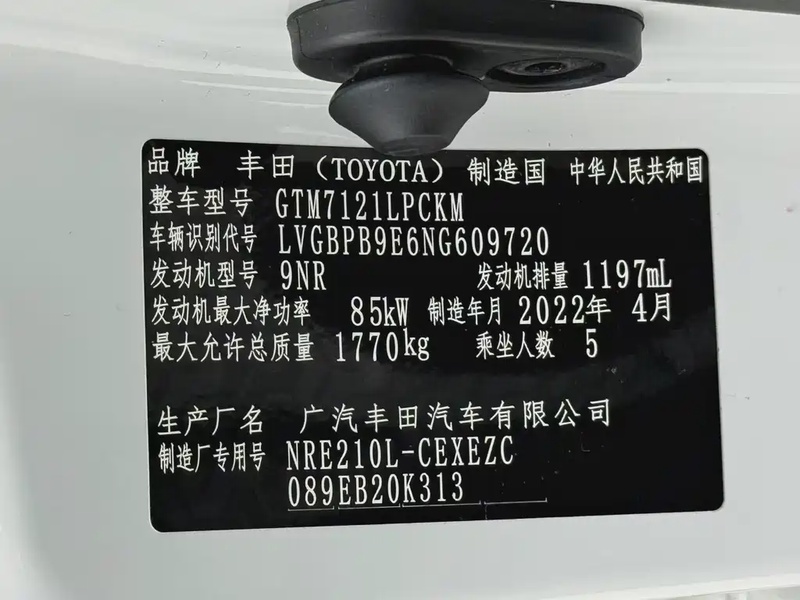 品牌 丰田（TOYOTA） 制造国 中华人民共和国
整车型号 GTM7121LPCKM
车辆识别代号 LVGBPB9E6NG609720
发动机型号 9NR 发动机排量 1197mL
发动机最大净功率 85kW 制造年月 2022年 4月
最大允许总质量 1770kg 乘坐人数 5
生产厂名 广汽丰田汽车有限公司
制造厂专用号 NRE210L-CEXEZC
089EB20K313